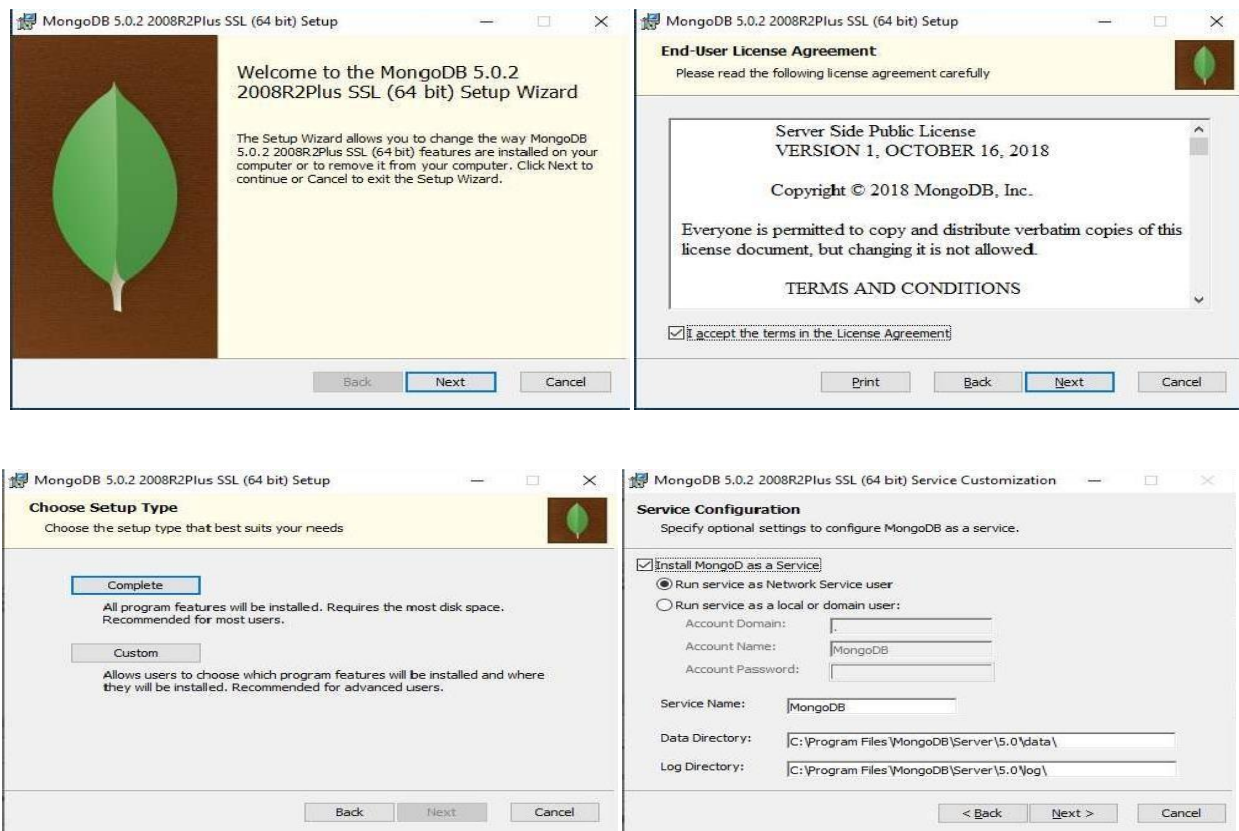 MongoDB 5.0.2 2008R2Plus SSL (64 bit) Setup
Welcome to the MongoDB 5.0.2
2008R2Plus SSL (64 bit) Setup Wizard
The Setup Wizard allows you to change the way MongoDB
5.0.2 2008R2Plus SSL (64 bit) features are installed on your
computer or to remove it from your computer. Click Next to
continue or Cancel to exit the Setup Wizard.
Back Next Cancel
MongoDB 5.0.2 2008R2Plus SSL (64 bit) Setup
End-User License Agreement
Please read the following license agreement carefully
Server Side Public License
VERSION 1, OCTOBER 16, 2018
Copyright © 2018 MongoDB, Inc.
Everyone is permitted to copy and distribute verbatim copies of this
license document, but changing it is not allowed.
TERMS AND CONDITIONS
I accept the terms in the License Agreement
Print Back Next Cancel
MongoDB 5.0.2 2008R2Plus SSL (64 bit) Setup
Choose Setup Type
Choose the setup type that best suits your needs
Complete
All program features will be installed. Requires the most disk space.
Recommended for most users.
Custom
Allows users to choose which program features will be installed and where
they will be installed. Recommended for advanced users.
Back Next Cancel
MongoDB 5.0.2 2008R2Plus SSL (64 bit) Service Customization
Service Configuration
Specify optional settings to configure MongoDB as a service.
Install MongoD as a Service
Run service as Network Service user
Run service as a local or domain user:
Account Domain: .
Account Name: MongoDB
Account Password:
Service Name: MongoDB
Data Directory: C:\Program Files\MongoDB\Server\5.0\data\
Log Directory: C:\Program Files\MongoDB\Server\5.0\log\
< Back Next > Cancel